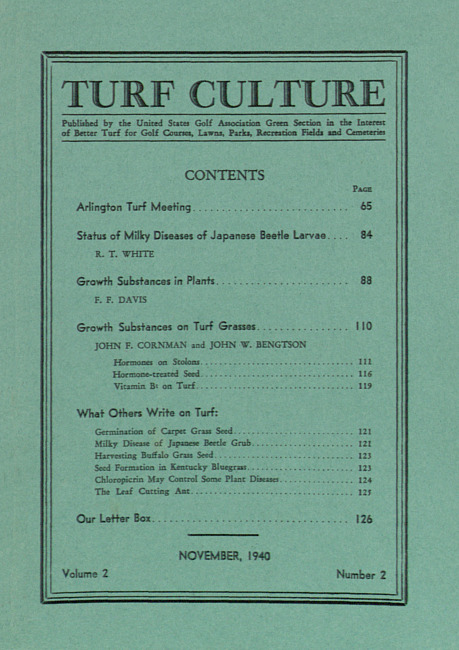 TURF CULTURE
Published by the United States Golf Association Green Section in the Interest
of Better Turf for Golf Courses, Lawns, Parks, Recreation Fields and Cemeteries
CONTENTS
PAGE
Arlington Turf Meeting 65
Status of Milky Diseases of Japanese Beetle Larvae 84
R. T. WHITE
Growth Substances in Plants 88
F. F. DAVIS
Growth Substances on Turf Grasses 110
JOHN F. CORNMAN and JOHN W. BENGTSON
Hormones on Stolons 111
Hormone-treated Seed 116
Vitamin B1 on Turf 119
What Others Write on Turf:
Germination of Carpet Grass Seed 121
Milky Disease of Japanese Beetle Grub 121
Harvesting Buffalo Grass Seed 123
Seed Formation in Kentucky Bluegrass 123
Chloropicrin May Control Some Plant Diseases 124
The Leaf Cutting Ant 125
Our Letter Box 126
NOVEMBER, 1940
Volume 2 Number 2